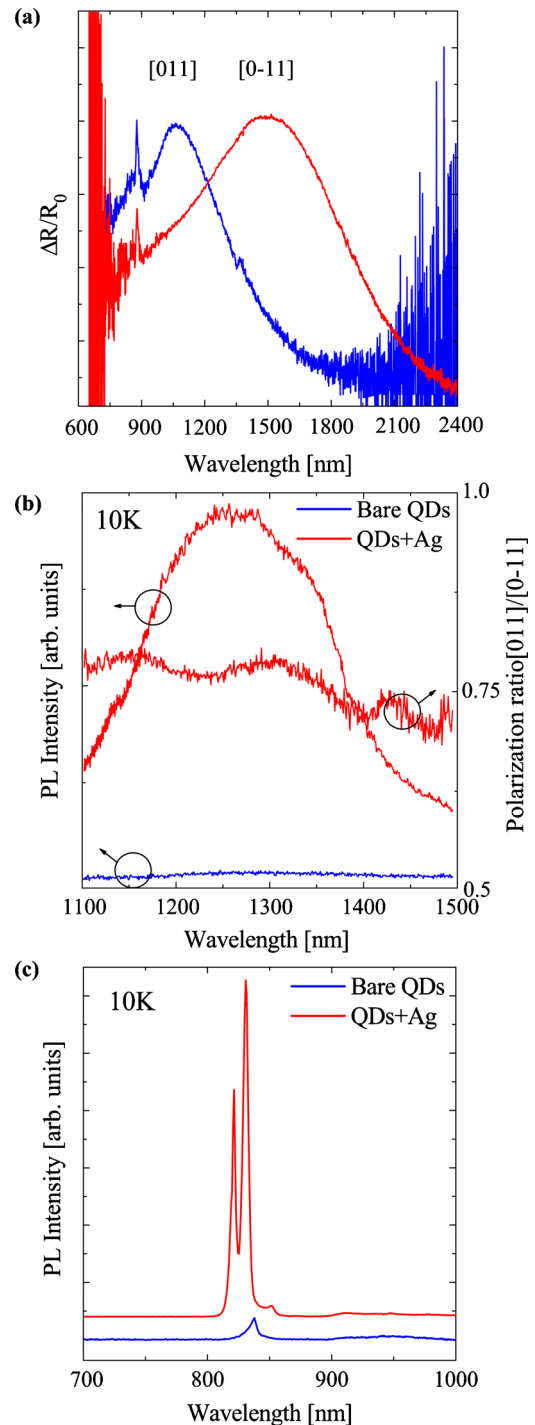 (a)
[011] [0-11]
ΔR/R0
600 900 1200 1500 1800 2100 2400
Wavelength [nm]
(b)
10K
Bare QDs
QDs+Ag
1.0
0.75
0.5
PL Intensity [arb. units]
Polarization ratio[011]/[0-11]
1100 1200 1300 1400 1500
Wavelength [nm]
(c)
10K
Bare QDs
QDs+Ag
PL Intensity [arb. units]
700 800 900 1000
Wavelength [nm]